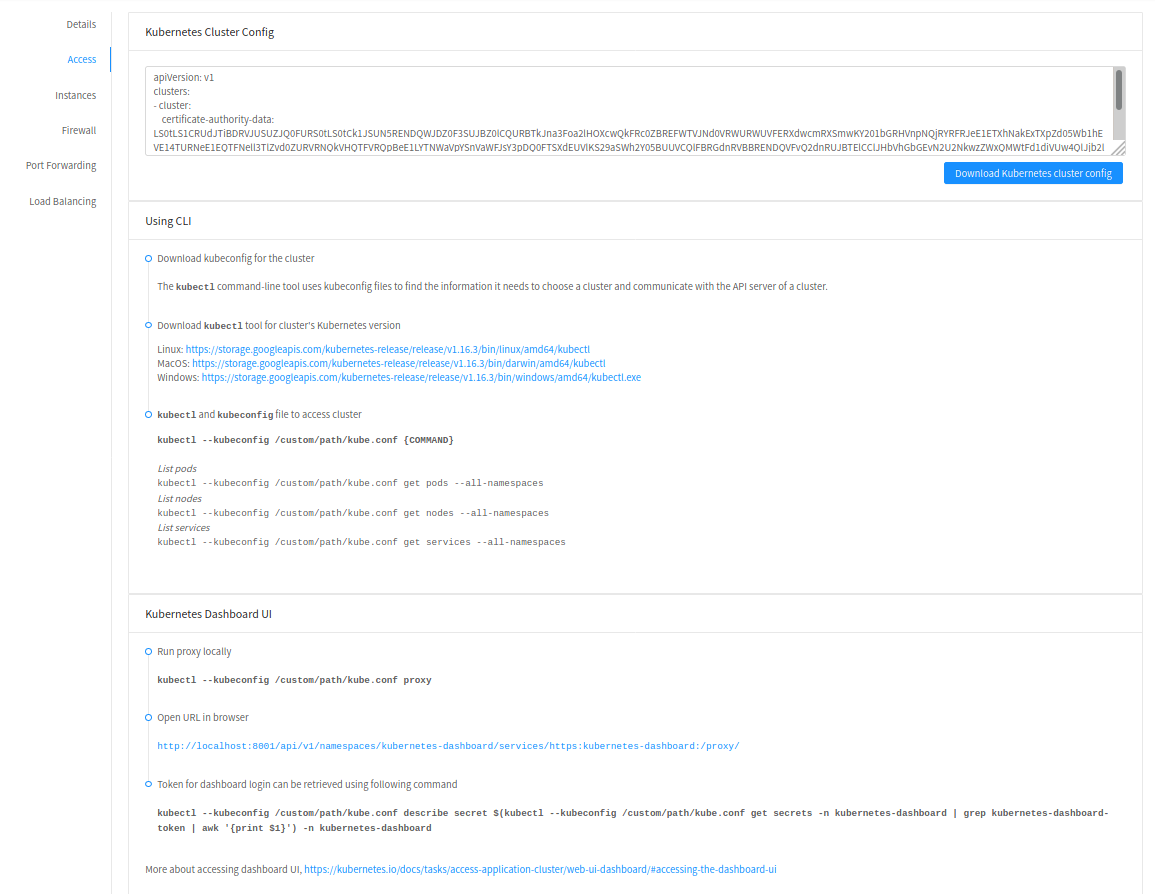 Details
Access
Instances
Firewall
Port Forwarding
Load Balancing
Kubernetes Cluster Config
apiVersion: v1
clusters:
- cluster:
certificate-authority-data:
Download Kubernetes cluster config
Using CLI
Download kubeconfig for the cluster
The kubectl command-line tool uses kubeconfig files to find the information it needs to choose a cluster and communicate with the API server of a cluster.
Download kubectl tool for cluster's Kubernetes version
Linux: https://storage.googleapis.com/kubernetes-release/release/v1.16.3/bin/linux/amd64/kubectl
MacOS: https://storage.googleapis.com/kubernetes-release/release/v1.16.3/bin/darwin/amd64/kubectl
Windows: https://storage.googleapis.com/kubernetes-release/release/v1.16.3/bin/windows/amd64/kubectl.exe
kubectl and kubeconfig file to access cluster
kubectl --kubeconfig /custom/path/kube.conf {COMMAND}
List pods
kubectl --kubeconfig /custom/path/kube.conf get pods --all-namespaces
List nodes
kubectl --kubeconfig /custom/path/kube.conf get nodes --all-namespaces
List services
kubectl --kubeconfig /custom/path/kube.conf get services --all-namespaces
Kubernetes Dashboard UI
Run proxy locally
kubectl --kubeconfig /custom/path/kube.conf proxy
Open URL in browser
http://localhost:8001/api/v1/namespaces/kubernetes-dashboard/services/https:kubernetes-dashboard:/proxy/
Token for dashboard login can be retrieved using following command
kubectl --kubeconfig /custom/path/kube.conf describe secret $(kubectl --kubeconfig /custom/path/kube.conf get secrets -n kubernetes-dashboard | grep kubernetes-dashboard-
token | awk '{print $1}') -n kubernetes-dashboard
More about accessing dashboard UI, https://kubernetes.io/docs/tasks/access-application-cluster/web-ui-dashboard/#accessing-the-dashboard-ui